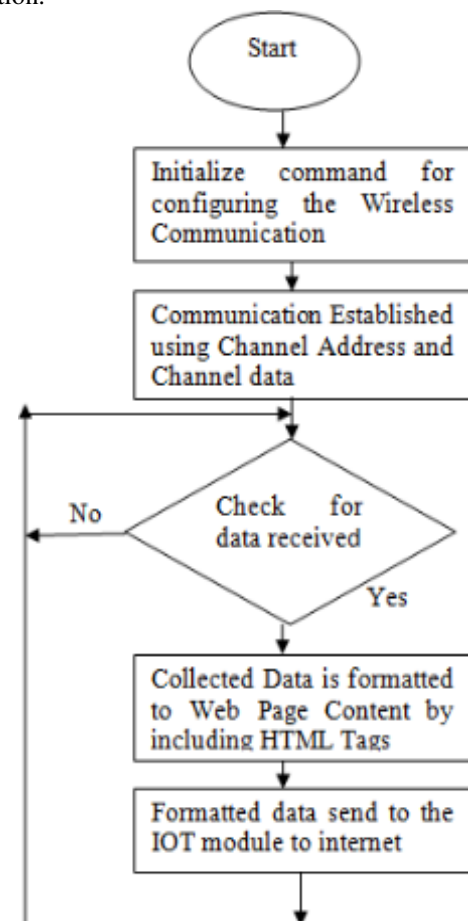 tion.
Start
Initialize command for
configuring the Wireless
Communication
Communication Established
using Channel Address and
Channel data
No
Check for
data received
Yes
Collected Data is formatted
to Web Page Content by
including HTML Tags
Formatted data send to the
IOT module to internet